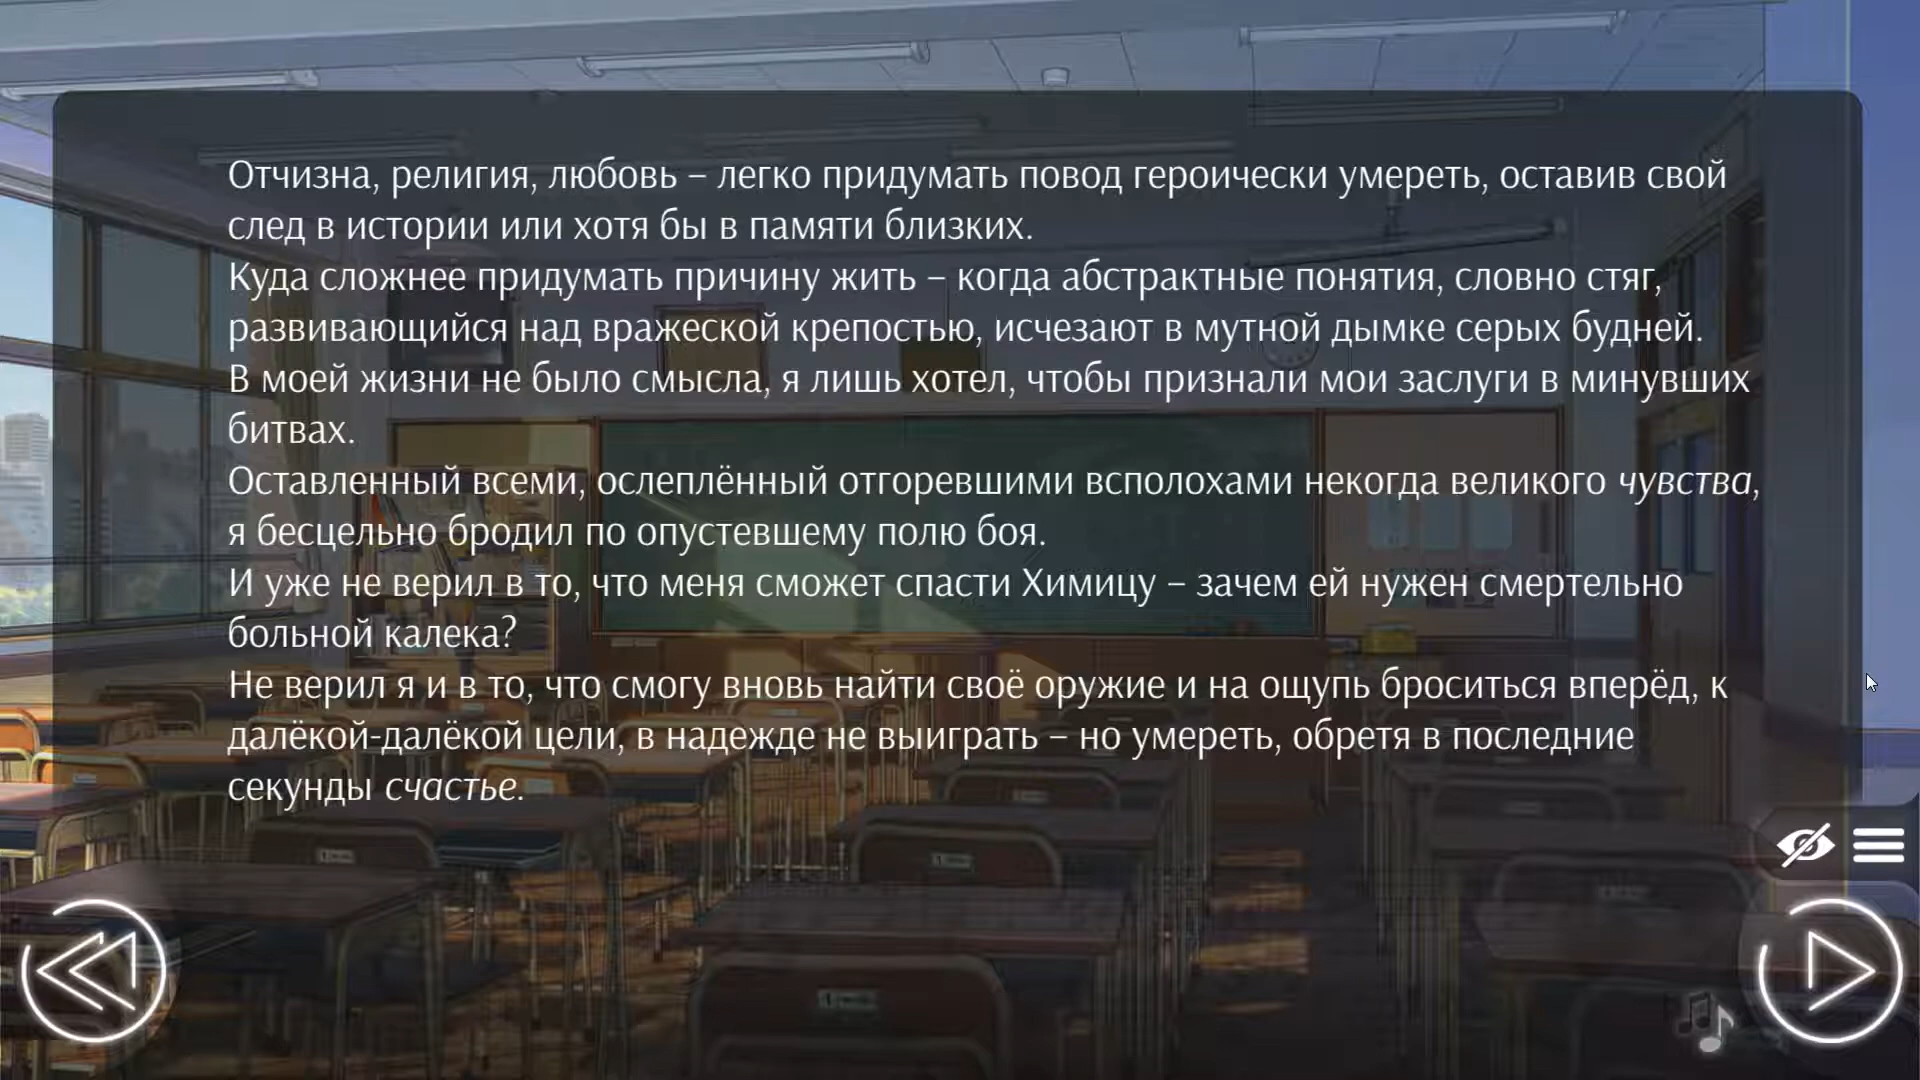 Отчизна, религия, любовь – легко придумать повод героически умереть, оставив свой
след в истории или хотя бы в памяти близких.
Куда сложнее придумать причину жить – когда абстрактные понятия, словно стяг,
развивающийся над вражеской крепостью, исчезают в мутной дымке серых будней.
В моей жизни не было смысла, я лишь хотел, чтобы признали мои заслуги в минувших
битвах.
Оставленный всеми, ослеплённый отгоревшими всполохами некогда великого чувства,
я бесцельно бродил по опустевшему полю боя.
И уже не верил в то, что меня сможет спасти Химицу – зачем ей нужен смертельно
больной калека?
Не верил я и в то, что смогу вновь найти своё оружие и на ощупь броситься вперёд, к
далёкой-далёкой цели, в надежде не выиграть – но умереть, обретя в последние
секунды счастье.